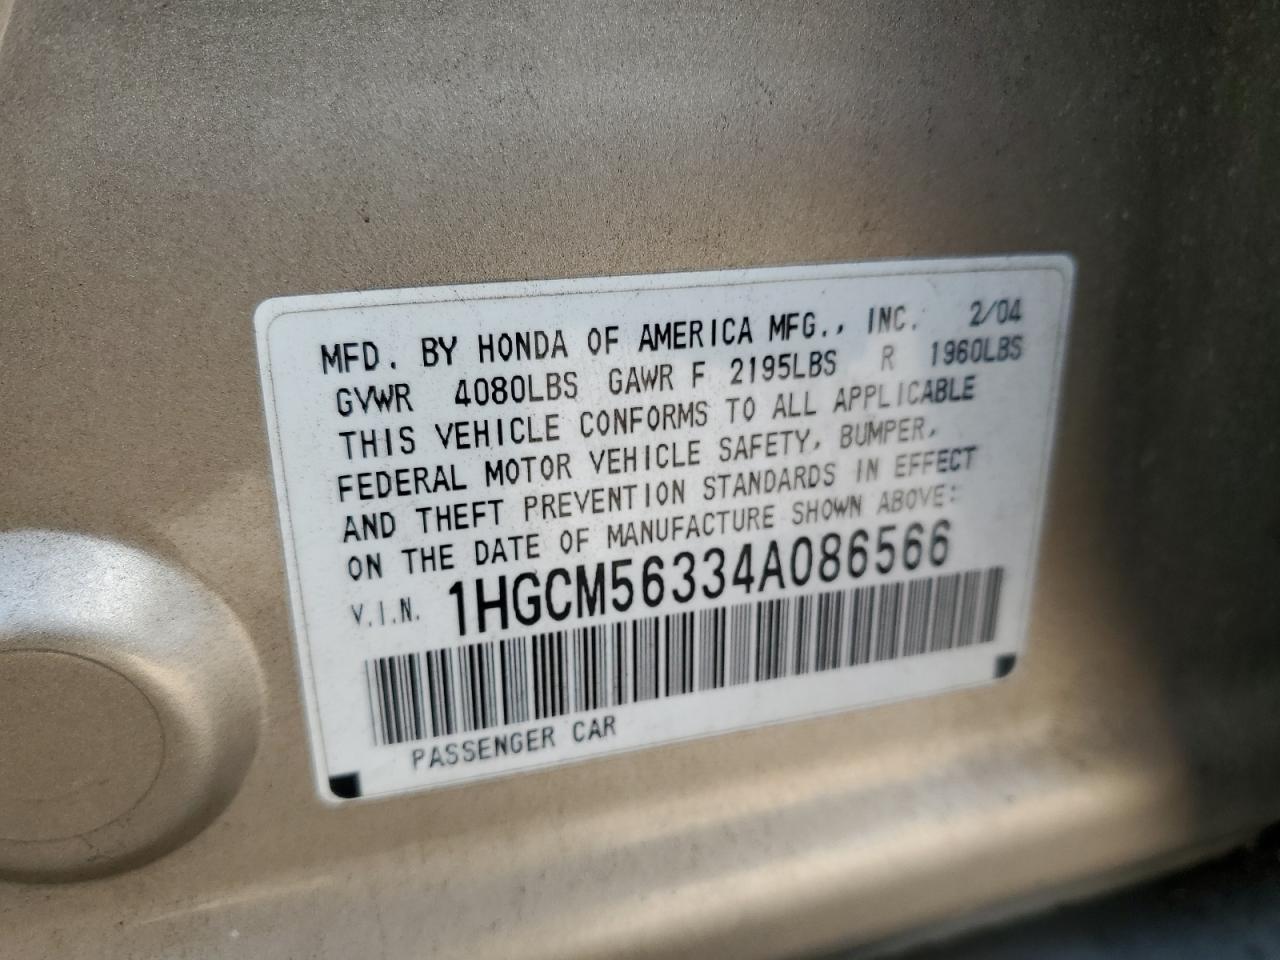 MFD. BY HONDA OF AMERICA MFG., INC. 2/04
GVWR 4080LBS GAWR F 2195LBS R 1960LBS
THIS VEHICLE CONFORMS TO ALL APPLICABLE
FEDERAL MOTOR VEHICLE SAFETY, BUMPER,
AND THEFT PREVENTION STANDARDS IN EFFECT
ON THE DATE OF MANUFACTURE SHOWN ABOVE:
V.I.N. 1HGCM56334A086566
PASSENGER CAR